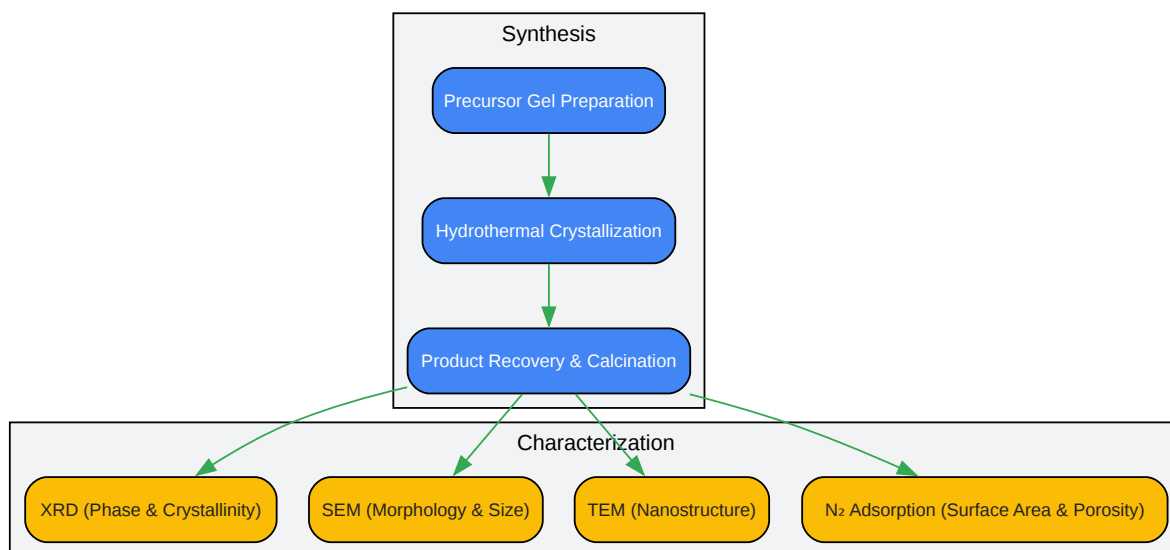 Synthesis
Precursor Gel Preparation
Hydrothermal Crystallization
Product Recovery & Calcination
Characterization
XRD (Phase & Crystallinity)
SEM (Morphology & Size)
TEM (Nanostructure)
N₂ Adsorption (Surface Area & Porosity)